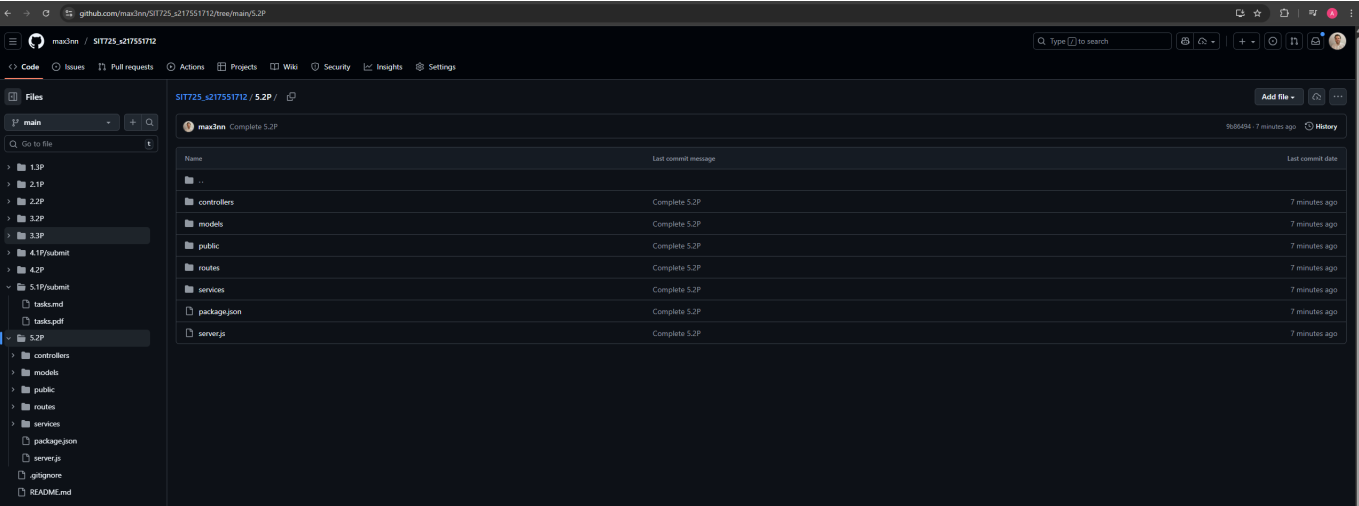 github.com/max3nn/SIT725_s217551712/tree/main/5.2P
max3nn / SIT725_s217551712
Type / to search
Code Issues Pull requests Actions Projects Wiki Security Insights Settings
Files
main
Go to file t
1.3P
2.1P
2.2P
3.2P
3.3P
4.1P/submit
4.2P
5.1P/submit
tasks.md
tasks.pdf
5.2P
controllers
models
public
routes
services
package.json
server.js
.gitignore
README.md
SIT725_s217551712 / 5.2P /
Add file
max3nn Complete 5.2P
9b86494 · 7 minutes ago History
Name Last commit message Last commit date
..
controllers Complete 5.2P 7 minutes ago
models Complete 5.2P 7 minutes ago
public Complete 5.2P 7 minutes ago
routes Complete 5.2P 7 minutes ago
services Complete 5.2P 7 minutes ago
package.json Complete 5.2P 7 minutes ago
server.js Complete 5.2P 7 minutes ago